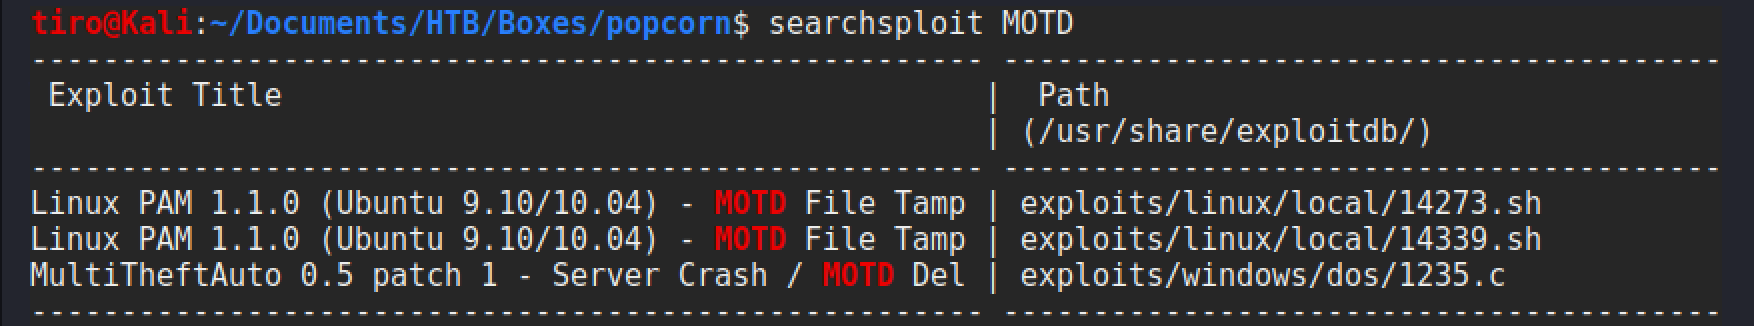 tiro@Kali:~/Documents/HTB/Boxes/popcorn$ searchsploit MOTD
----------------------------------------------------- ----------------------------------------
 Exploit Title                                       |  Path
                                                     | (/usr/share/exploitdb/)
----------------------------------------------------- ----------------------------------------
Linux PAM 1.1.0 (Ubuntu 9.10/10.04) - MOTD File Tamp | exploits/linux/local/14273.sh
Linux PAM 1.1.0 (Ubuntu 9.10/10.04) - MOTD File Tamp | exploits/linux/local/14339.sh
MultiTheftAuto 0.5 patch 1 - Server Crash / MOTD Del | exploits/windows/dos/1235.c
----------------------------------------------------- ----------------------------------------